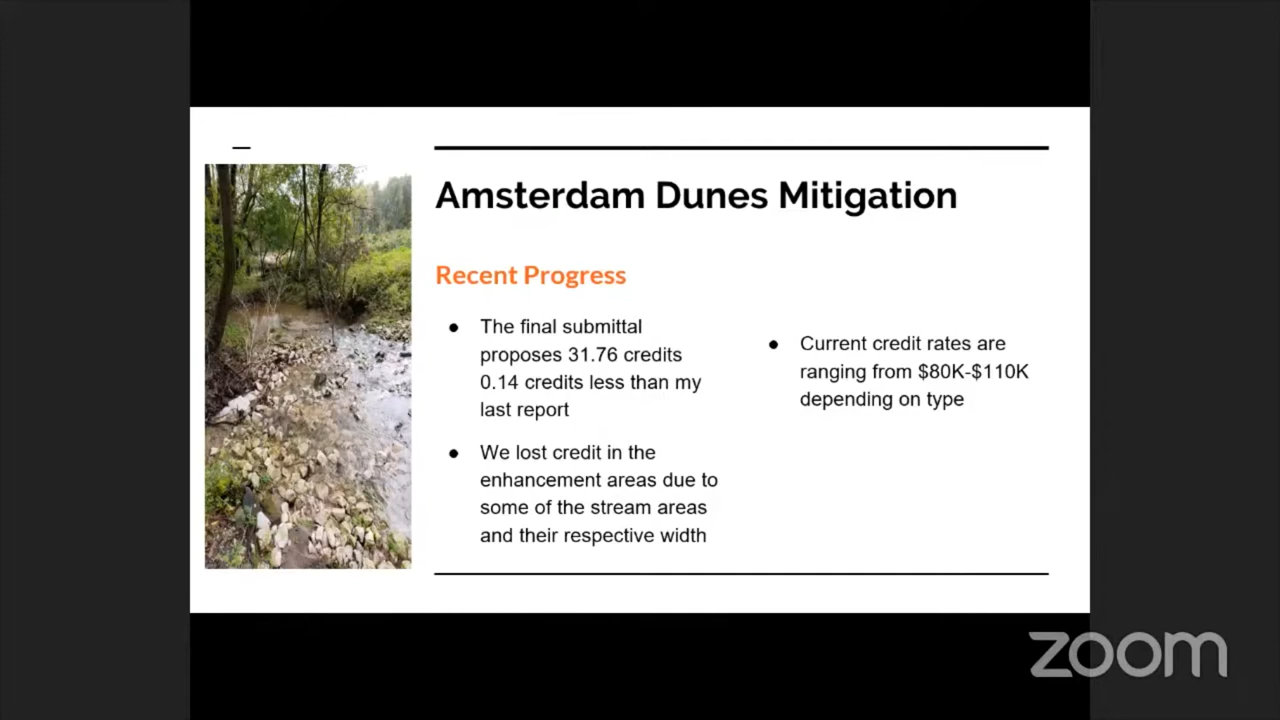 Amsterdam Dunes Mitigation
Recent Progress
● The final submittal
proposes 31.76 credits
0.14 credits less than my
last report
● We lost credit in the
enhancement areas due to
some of the stream areas
and their respective width
● Current credit rates are
ranging from $80K-$110K
depending on type
zoom